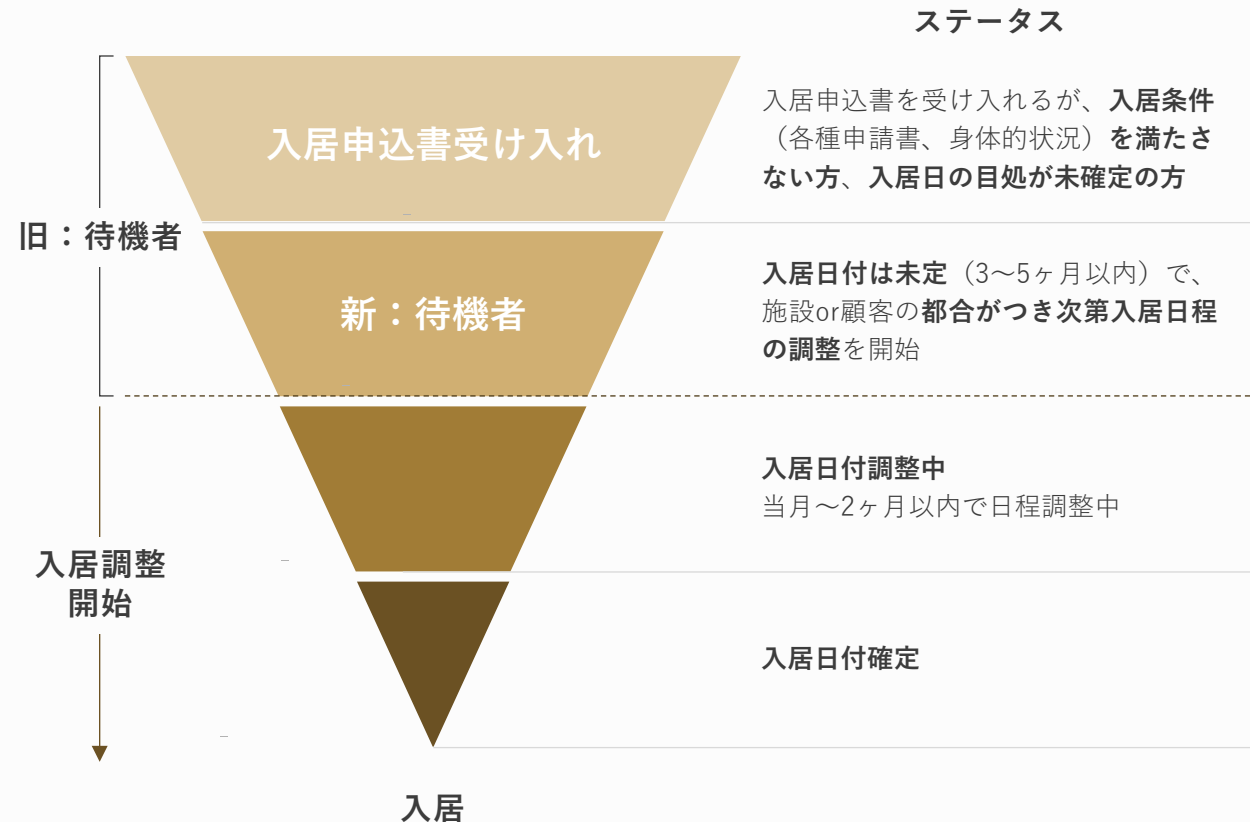 ステータス
入居申込書受け入れ
入居申込書を受け入れるが、入居条件
（各種申請書、身体的状況）を満たさ
ない方、入居日の目処が未確定の方
旧：待機者
新：待機者
入居日付は未定（3〜5ヶ月以内）で、
施設or顧客の都合がつき次第入居日程
の調整を開始
入居調整
開始
入居日付調整中
当月〜2ヶ月以内で日程調整中
入居日付確定
入居